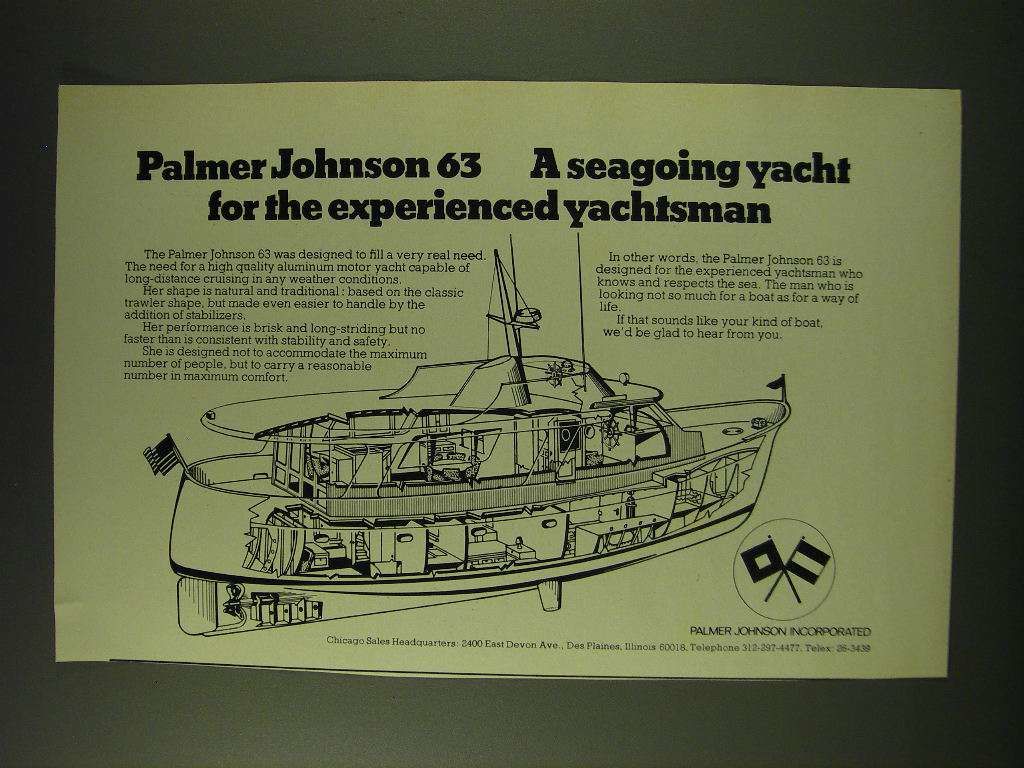 Palmer Johnson 63 A seagoing yacht
for the experienced yachtsman
The Palmer Johnson 63 was designed to fill a very real need.
The need for a high quality aluminum motor yacht capable of
long-distance cruising in any weather conditions.
Her shape is natural and traditional: based on the classic
trawler shape, but made even easier to handle by the
addition of stabilizers.
Her performance is brisk and long-striding but no
faster than is consistent with stability and safety.
She is designed not to accommodate the maximum
number of people, but to carry a reasonable
number in maximum comfort.
In other words, the Palmer Johnson 63 is
designed for the experienced yachtsman who
knows and respects the sea. The man who is
looking not so much for a boat as for a way of
life.
If that sounds like your kind of boat,
we'd be glad to hear from you.
PALMER JOHNSON INCORPORATED
Chicago Sales Headquarters: 2400 East Devon Ave., Des Plaines, Illinois 60018. Telephone 312-297-4477. Telex: 26-3439